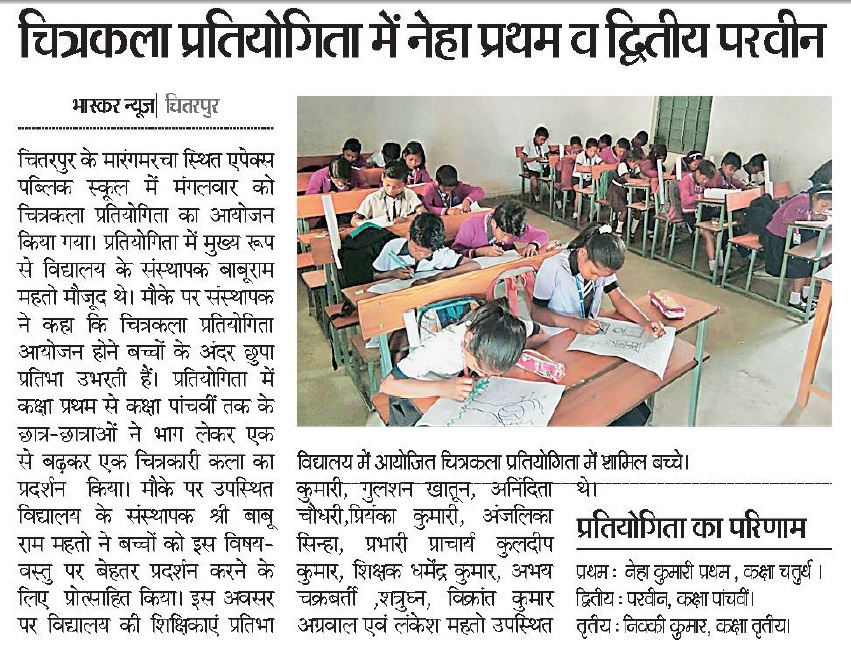 चित्रकला प्रतियोगिता में नेहा प्रथम व द्वितीय परवीन
भास्कर न्यूज| चितरपुर
चितरपुर के मारंगमरचा स्थित एपेक्स
पब्लिक स्कूल में मंगलवार को
चित्रकला प्रतियोगिता का आयोजन
किया गया। प्रतियोगिता में मुख्य रूप
से विद्यालय के संस्थापक बाबूराम
महतो मौजूद थे। मौके पर संस्थापक
ने कहा कि चित्रकला प्रतियोगिता
आयोजन होने बच्चों के अंदर छुपा
प्रतिभा उभरती हैं। प्रतियोगिता में
कक्षा प्रथम से कक्षा पांचवीं तक के
छात्र-छात्राओं ने भाग लेकर एक
से बढ़कर एक चित्रकारी कला का
प्रदर्शन किया। मौके पर उपस्थित
विद्यालय के संस्थापक श्री बाबू
राम महतो ने बच्चों को इस विषय-
वस्तु पर बेहतर प्रदर्शन करने के
लिए प्रोत्साहित किया। इस अवसर
पर विद्यालय की शिक्षिकाएं प्रतिभा
विद्यालय में आयोजित चित्रकला प्रतियोगिता में शामिल बच्चे।
कुमारी, गुलशन खातून, अनिंदिता
चौधरी,प्रियंका कुमारी, अंजलिका
सिन्हा, प्रभारी प्राचार्य कुलदीप
कुमार, शिक्षक धर्मेंद्र कुमार, अभय
चक्रबर्ती ,शत्रुघ्न, विक्रांत कुमार
अग्रवाल एवं लंकेश महतो उपस्थित
थे।
प्रतियोगिता का परिणाम
प्रथम : नेहा कुमारी प्रथम , कक्षा चतुर्थ ।
द्वितीय : परवीन, कक्षा पांचवीं।
तृतीय : निक्की कुमार, कक्षा तृतीय।